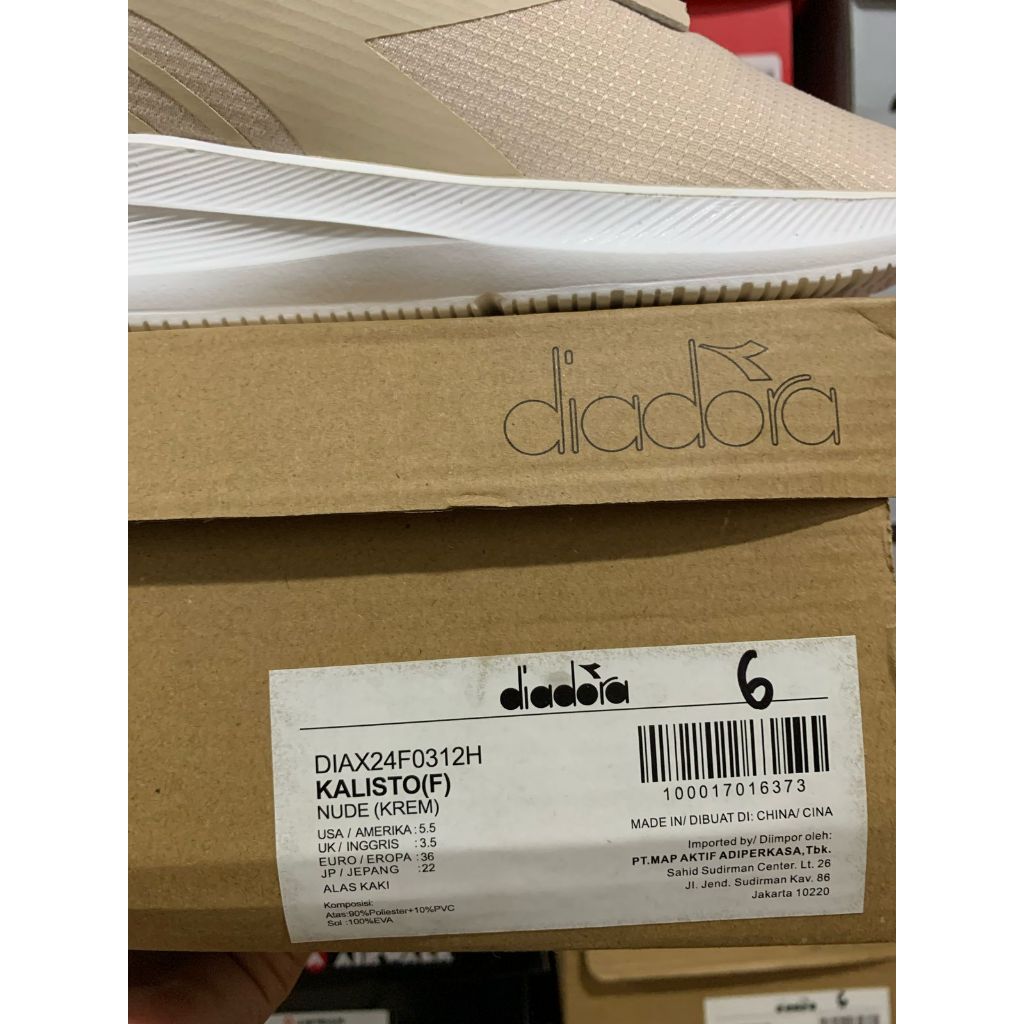 diadora
diadora 6
DIAX24F0312H
KALISTO(F)
NUDE (KREM)
USA / AMERIKA : 5.5
UK / INGGRIS : 3.5
EURO / EROPA : 36
JP / JEPANG : 22
ALAS KAKI
Komposisi:
Atas:90%Poliester+10%PVC
Sol :100%EVA
100017016373
MADE IN/ DIBUAT DI: CHINA/ CINA
Imported by/ Diimpor oleh:
PT.MAP AKTIF ADIPERKASA,Tbk.
Sahid Sudirman Center. Lt. 26
Jl. Jend. Sudirman Kav. 86
Jakarta 10220
diadora 6